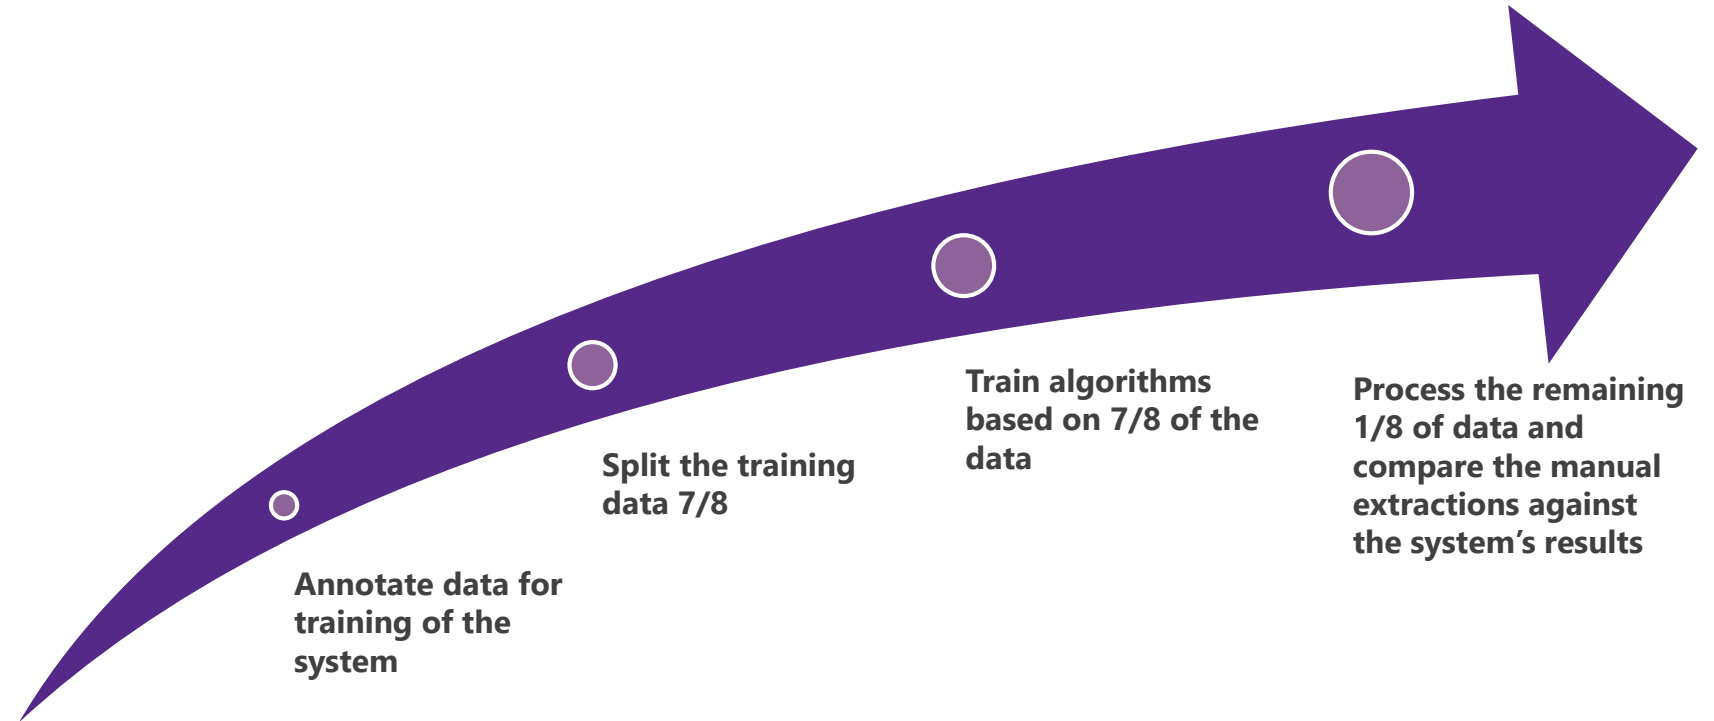 Annotate data for
training of the
system
Split the training
data 7/8
Train algorithms
based on 7/8 of the
data
Process the remaining
1/8 of data and
compare the manual
extractions against
the system’s results